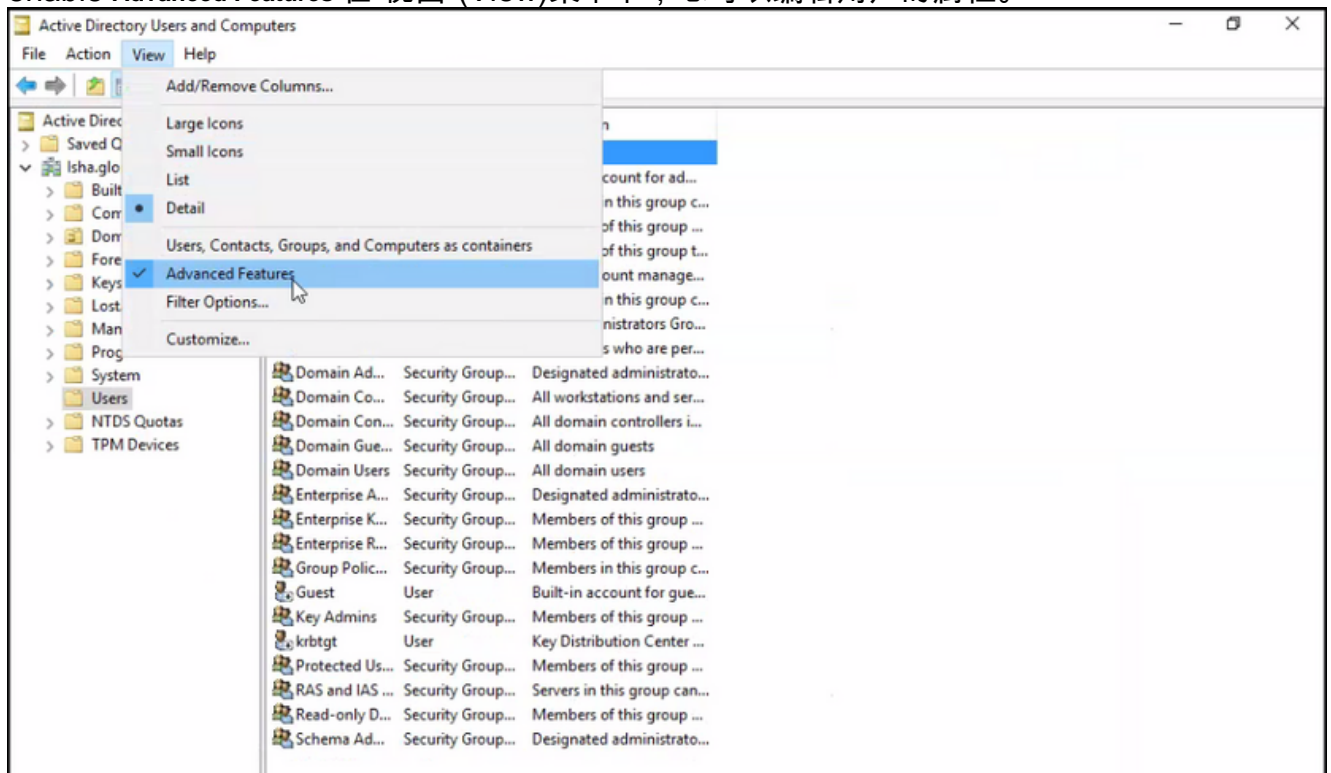 Active Directory Users and Computers
File Action View Help
Add/Remove Columns...
Active Direc Large Icons n
Saved Q Small Icons
Isha.glo List count for ad...
Built Detail n this group c...
Com of this group ...
Dom Users, Contacts, Groups, and Computers as containers of this group t...
Fore Advanced Features ount manage...
Keys Filter Options... n this group c...
Lost nistrators Gro...
Man Customize... s who are per...
Prog
System Domain Ad... Security Group... Designated administrato...
Users Domain Co... Security Group... All workstations and ser...
NTDS Quotas Domain Con... Security Group... All domain controllers i...
TPM Devices Domain Gue... Security Group... All domain guests
Domain Users Security Group... All domain users
Enterprise A... Security Group... Designated administrato...
Enterprise K... Security Group... Members of this group ...
Enterprise R... Security Group... Members of this group ...
Group Polic... Security Group... Members in this group c...
Guest User Built-in account for gue...
Key Admins Security Group... Members of this group ...
krbtgt User Key Distribution Center ...
Protected Us... Security Group... Members of this group ...
RAS and IAS ... Security Group... Servers in this group can...
Read-only D... Security Group... Members of this group ...
Schema Ad... Security Group... Designated administrato...